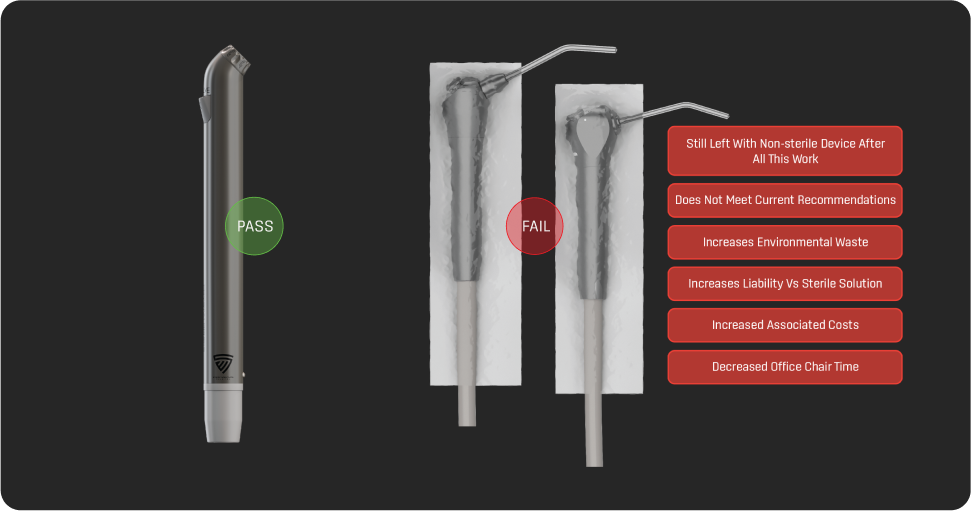 PASS
FAIL
Still Left With Non-sterile Device After
All This Work
Does Not Meet Current Recommendations
Increases Environmental Waste
Increases Liability Vs Sterile Solution
Increased Associated Costs
Decreased Office Chair Time